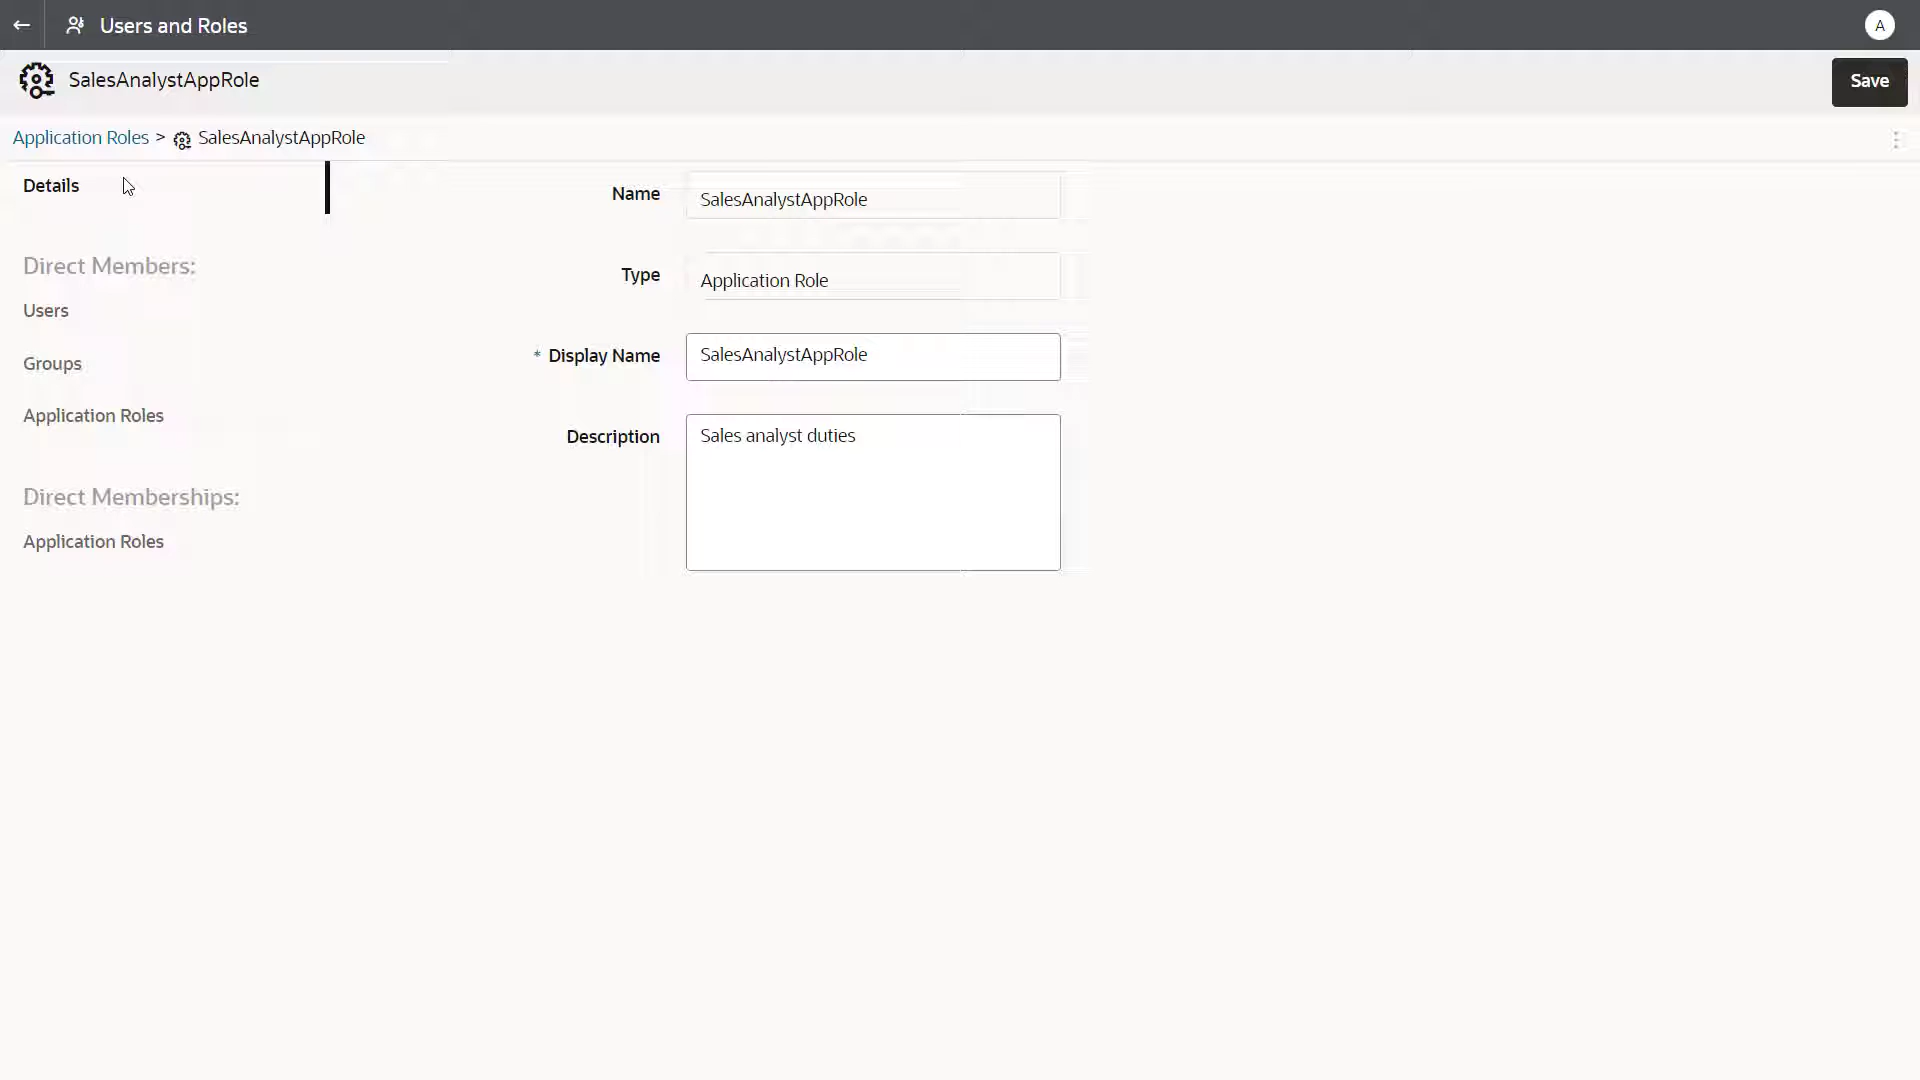 Users and Roles
A
SalesAnalystAppRole
Save
Application Roles > SalesAnalystAppRole
Details
Direct Members:
Users
Groups
Application Roles
Direct Memberships:
Application Roles
Name
SalesAnalystAppRole
Type
Application Role
* Display Name
SalesAnalystAppRole
Description
Sales analyst duties